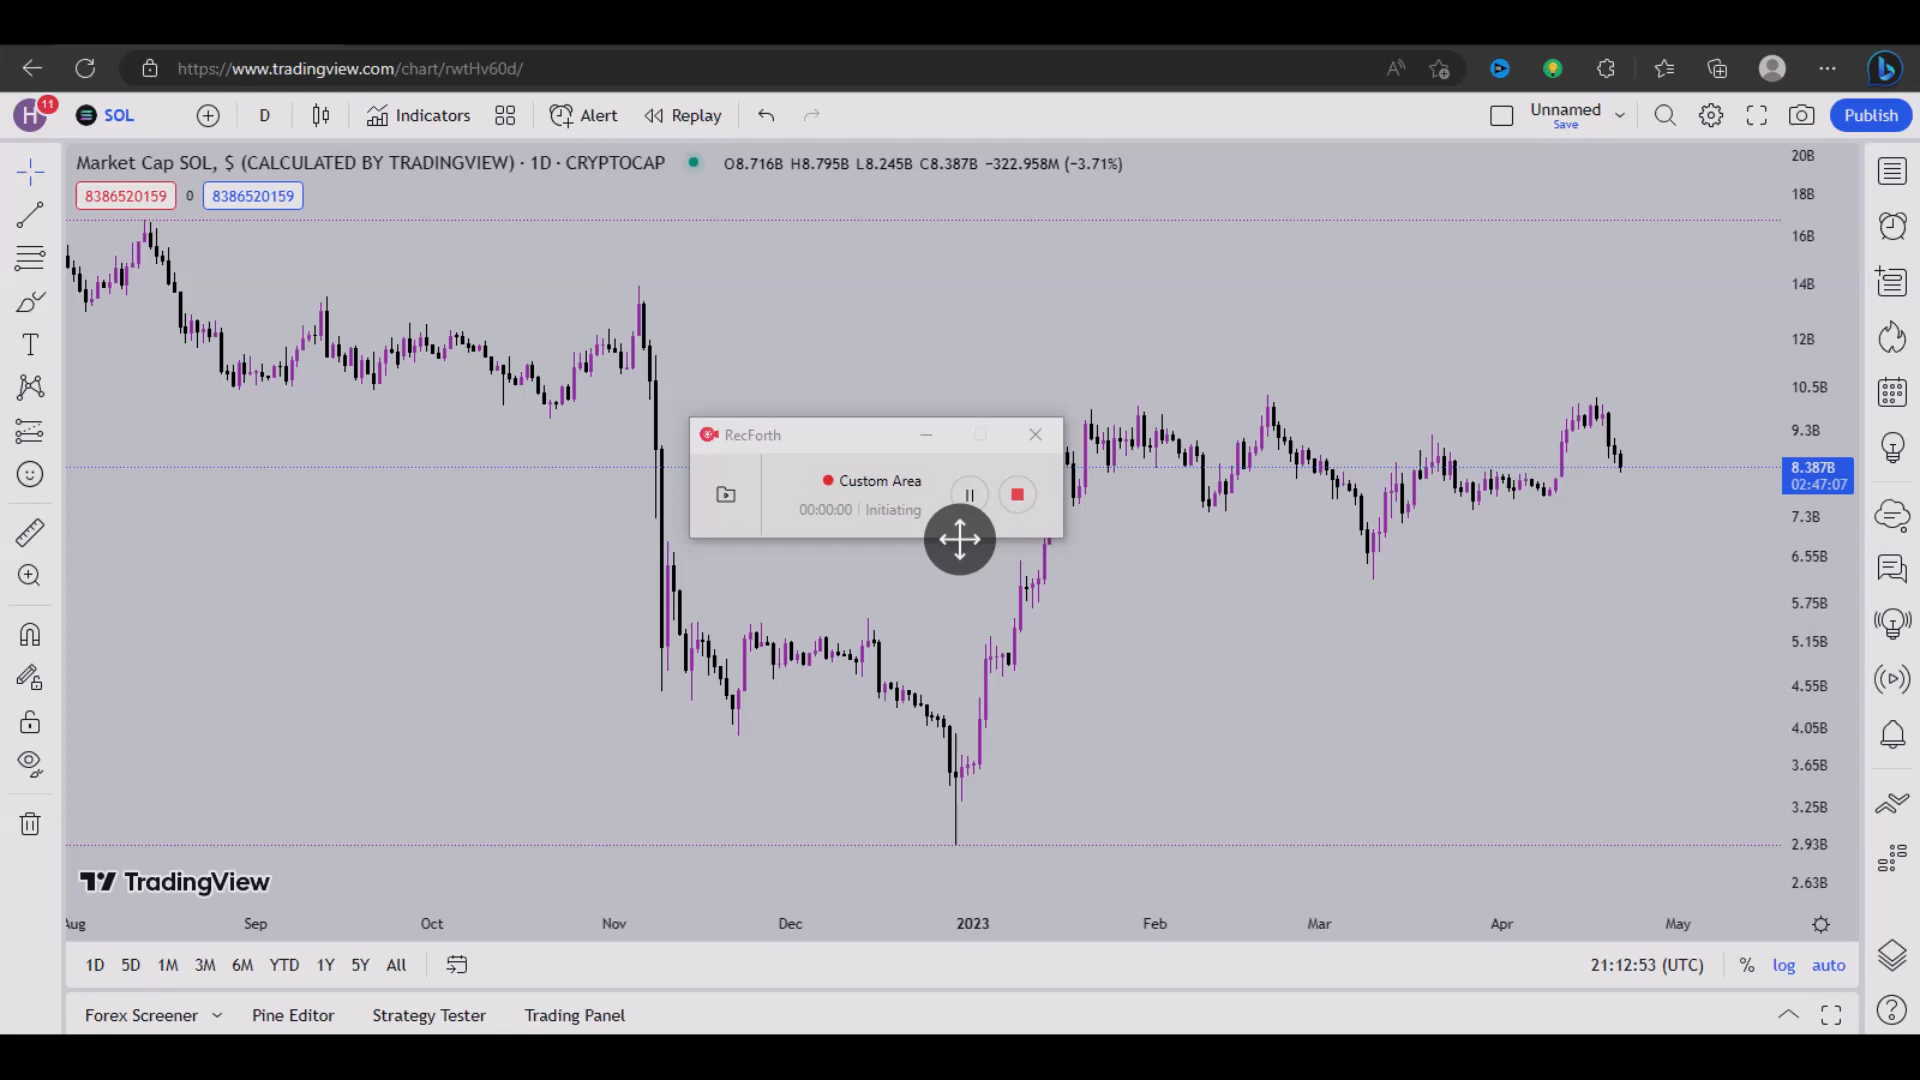 https://www.tradingview.com/chart/rwtHv60d/
H 11 SOL D Indicators Alert Replay Unnamed Save Publish
Market Cap SOL, $ (CALCULATED BY TRADINGVIEW) · 1D · CRYPTOCAP O8.716B H8.795B L8.245B C8.387B −322.958M (−3.71%)
8386520159 0 8386520159
20B
18B
16B
14B
12B
10.5B
9.3B
8.387B
02:47:07
7.3B
6.55B
5.75B
5.15B
4.55B
4.05B
3.65B
3.25B
2.93B
2.63B
RecForth
Custom Area
00:00:00 | Initiating
TradingView
Aug Sep Oct Nov Dec 2023 Feb Mar Apr May
1D 5D 1M 3M 6M YTD 1Y 5Y All 21:12:53 (UTC) % log auto
Forex Screener Pine Editor Strategy Tester Trading Panel